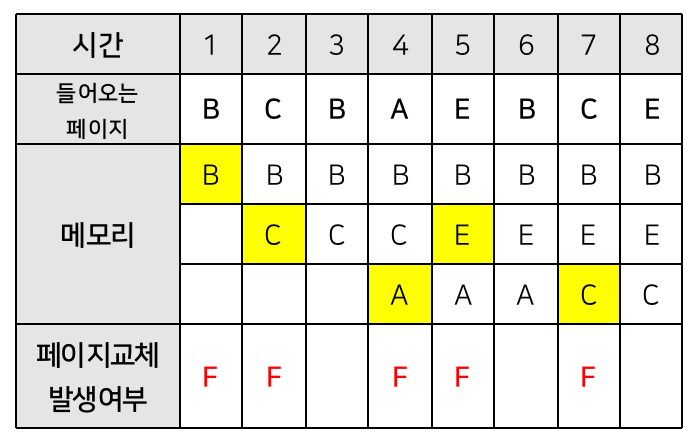 시간 1 2 3 4 5 6 7 8
들어오는
페이지 B C B A E B C E
메모리 B B B B B B B B
C C C E E E E
A A A C C
페이지교체
발생여부 F F F F F